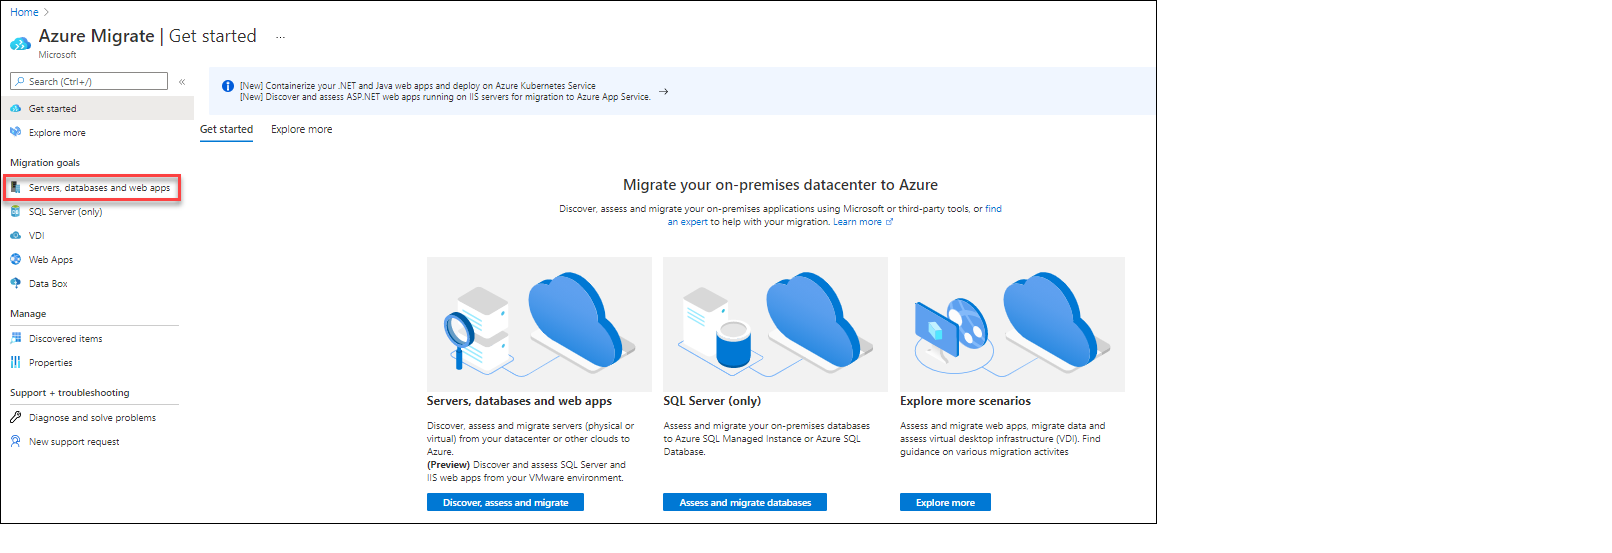 Home
Azure Migrate | Get started ...
Microsoft
Search (Ctrl+/) «
Get started
Explore more
Migration goals
Servers, databases and web apps
SQL Server (only)
VDI
Web Apps
Data Box
Manage
Discovered items
Properties
Support + troubleshooting
Diagnose and solve problems
New support request
[New] Containerize your .NET and Java web apps and deploy on Azure Kubernetes Service
[New] Discover and assess ASP.NET web apps running on IIS servers for migration to Azure App Service.
Get started Explore more
Migrate your on-premises datacenter to Azure
Discover, assess and migrate your on-premises applications using Microsoft or third-party tools, or find
an expert to help with your migration. Learn more
Servers, databases and web apps
Discover, assess and migrate servers (physical or
virtual) from your datacenter or other clouds to
Azure.
(Preview) Discover and assess SQL Server and
IIS web apps from your VMware environment.
Discover, assess and migrate
SQL Server (only)
Assess and migrate your on-premises databases
to Azure SQL Managed Instance or Azure SQL
Database.
Assess and migrate databases
Explore more scenarios
Assess and migrate web apps, migrate data and
assess virtual desktop infrastructure (VDI). Find
guidance on various migration activites
Explore more